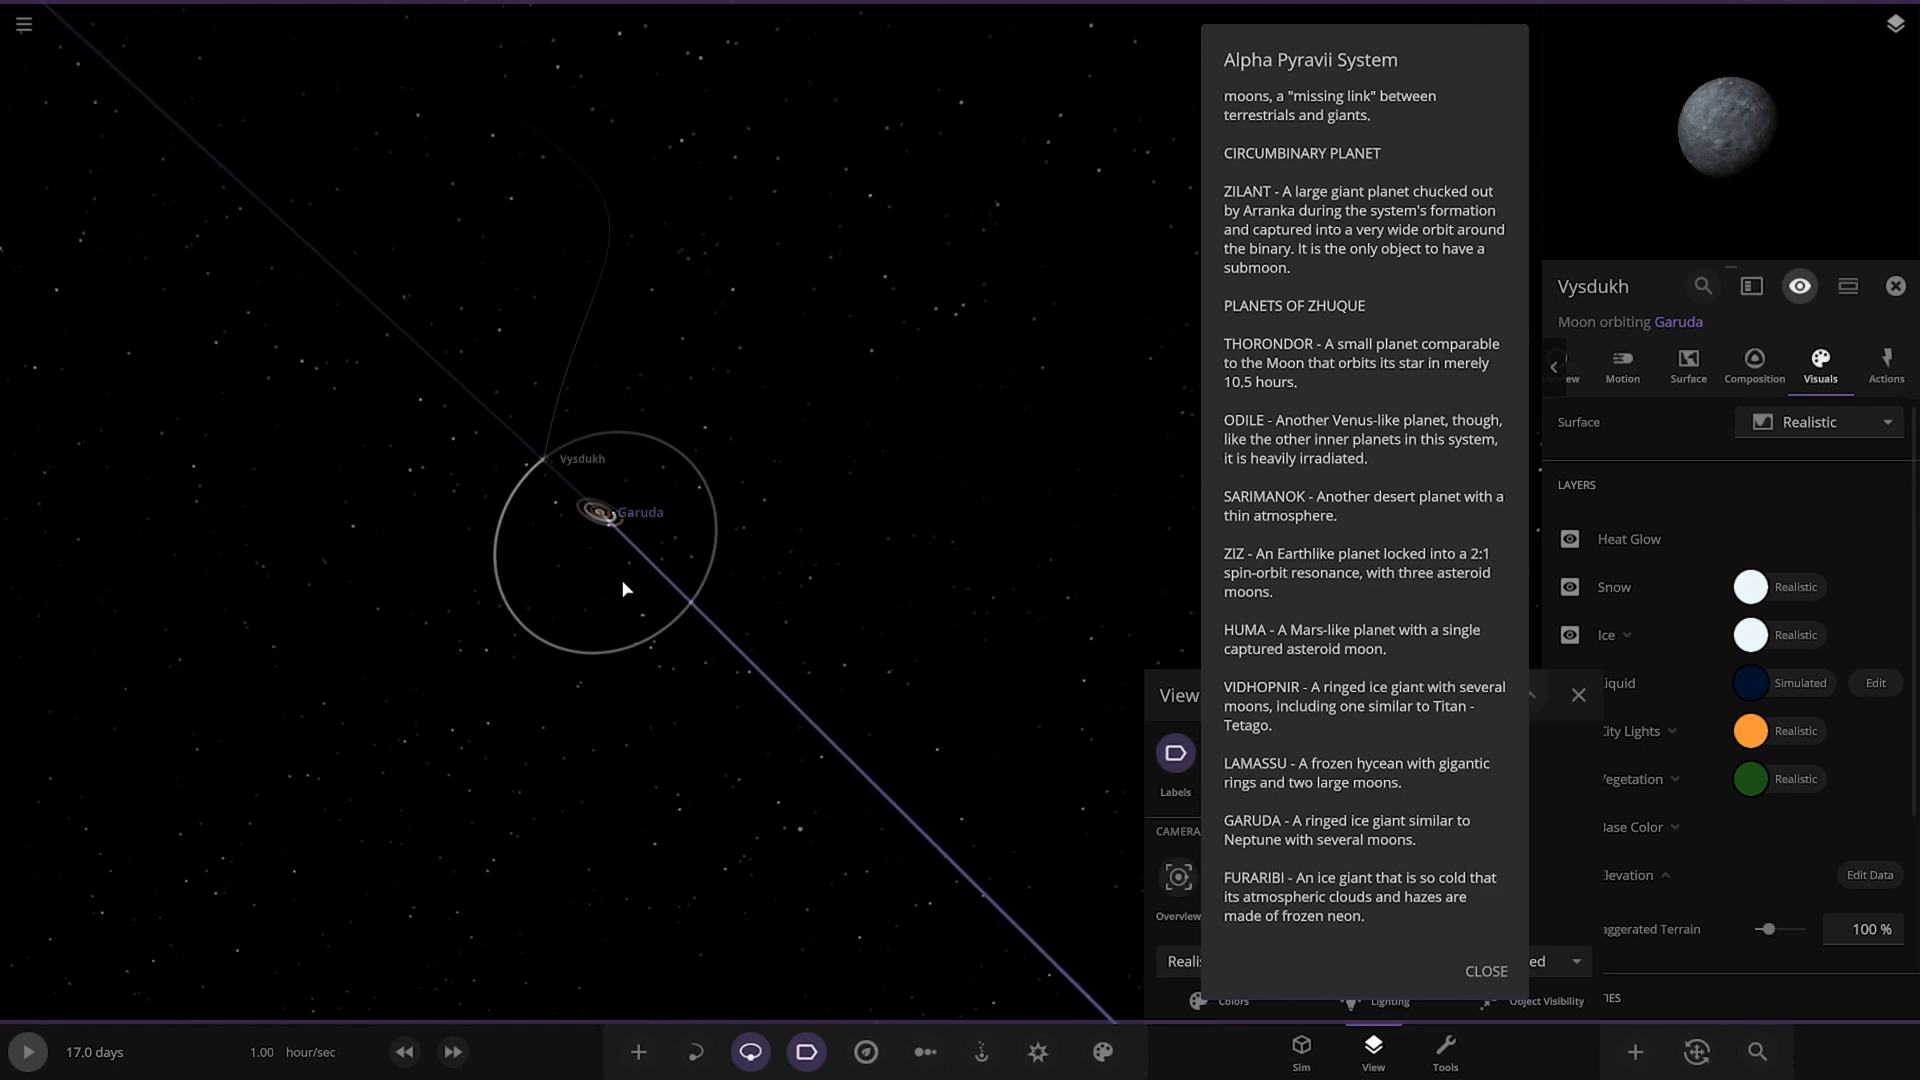 Alpha Pyravii System
moons, a "missing link" between
terrestrials and giants.
CIRCUMBINARY PLANET
ZILANT - A large giant planet chucked out
by Arranka during the system's formation
and captured into a very wide orbit around
the binary. It is the only object to have a
submoon.
PLANETS OF ZHUQUE
THORONDOR - A small planet comparable
to the Moon that orbits its star in merely
10.5 hours.
ODILE - Another Venus-like planet, though,
like the other inner planets in this system,
it is heavily irradiated.
SARIMANOK - Another desert planet with a
thin atmosphere.
ZIZ - An Earthlike planet locked into a 2:1
spin-orbit resonance, with three asteroid
moons.
HUMA - A Mars-like planet with a single
captured asteroid moon.
VIDHOPNIR - A ringed ice giant with several
moons, including one similar to Titan -
Tetago.
LAMASSU - A frozen hycean with gigantic
rings and two large moons.
GARUDA - A ringed ice giant similar to
Neptune with several moons.
FURARIBI - An ice giant that is so cold that
its atmospheric clouds and hazes are
made of frozen neon.
CLOSE
Vysdukh
Garuda
Vysdukh
Moon orbiting Garuda
Motion
Surface
Composition
Visuals
Actions
Surface
Realistic
LAYERS
Heat Glow
Snow
Realistic
Ice
Realistic
Simulated
Edit
City Lights
Realistic
Realistic
Edit Data
Terrain
100 %
View
Labels
CAMERA
Overview
Colors
Lighting
Object Visibility
17.0 days
1.00 hour/sec
Sim
View
Tools